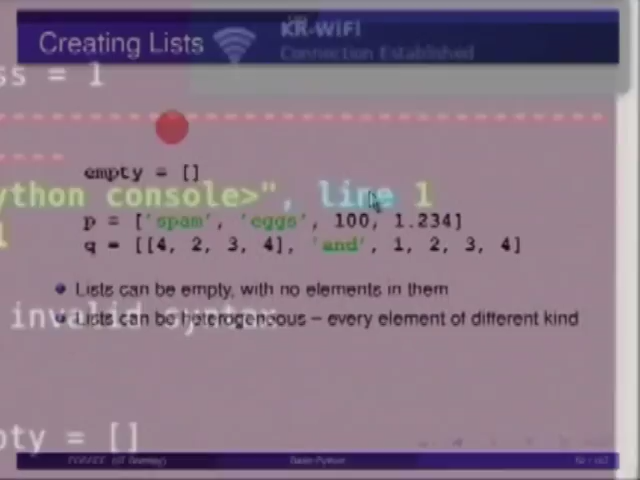 Creating Lists
KR-WiFi
Connection Established
ss = 1
empty = []
ython console>", line 1
p = ['spam', 'eggs', 100, 1.234]
1
q = [[4, 2, 3, 4], 'and', 1, 2, 3, 4]
Lists can be empty, with no elements in them
invalid syntax
Lists can be heterogeneous – every element of different kind
pty = []
Basic Python